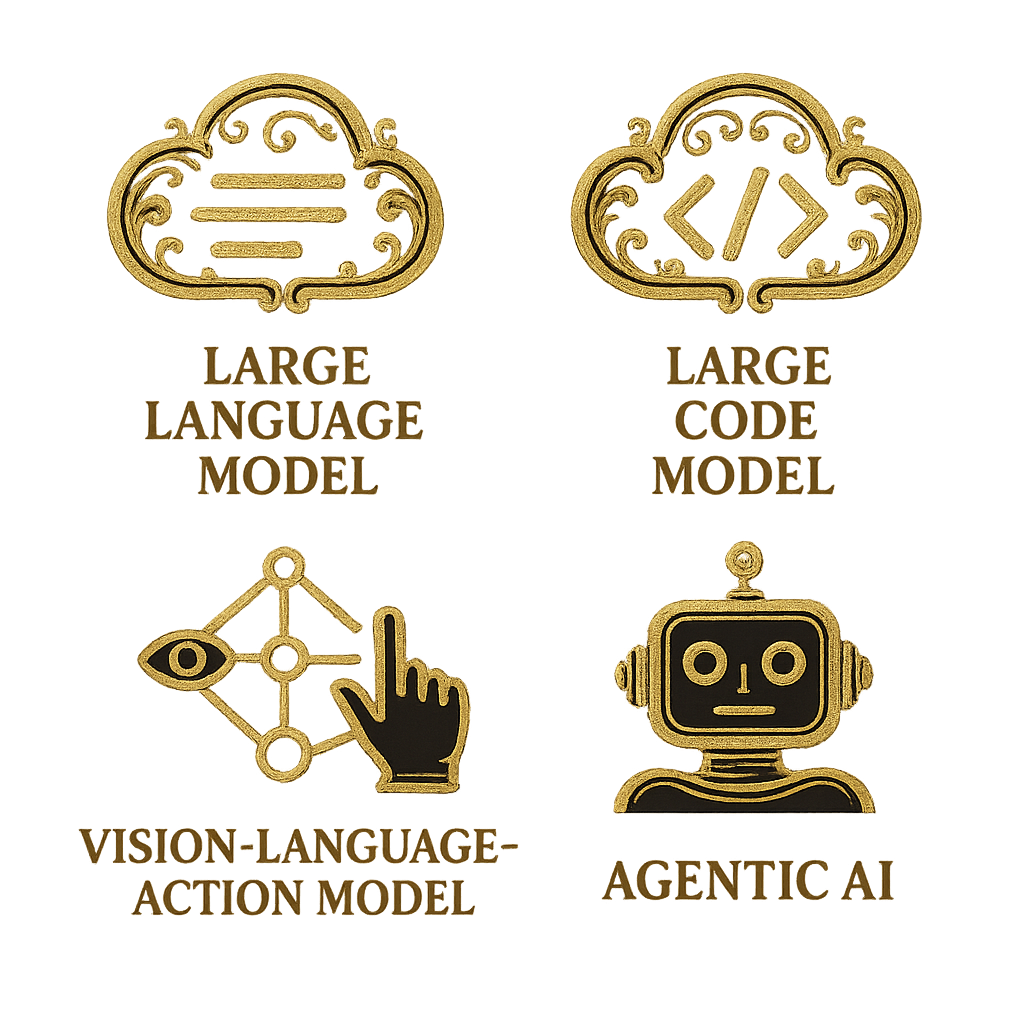 LARGE
LANGUAGE
MODEL
LARGE
CODE
MODEL
VISION-LANGUAGE-
ACTION MODEL
AGENTIC AI